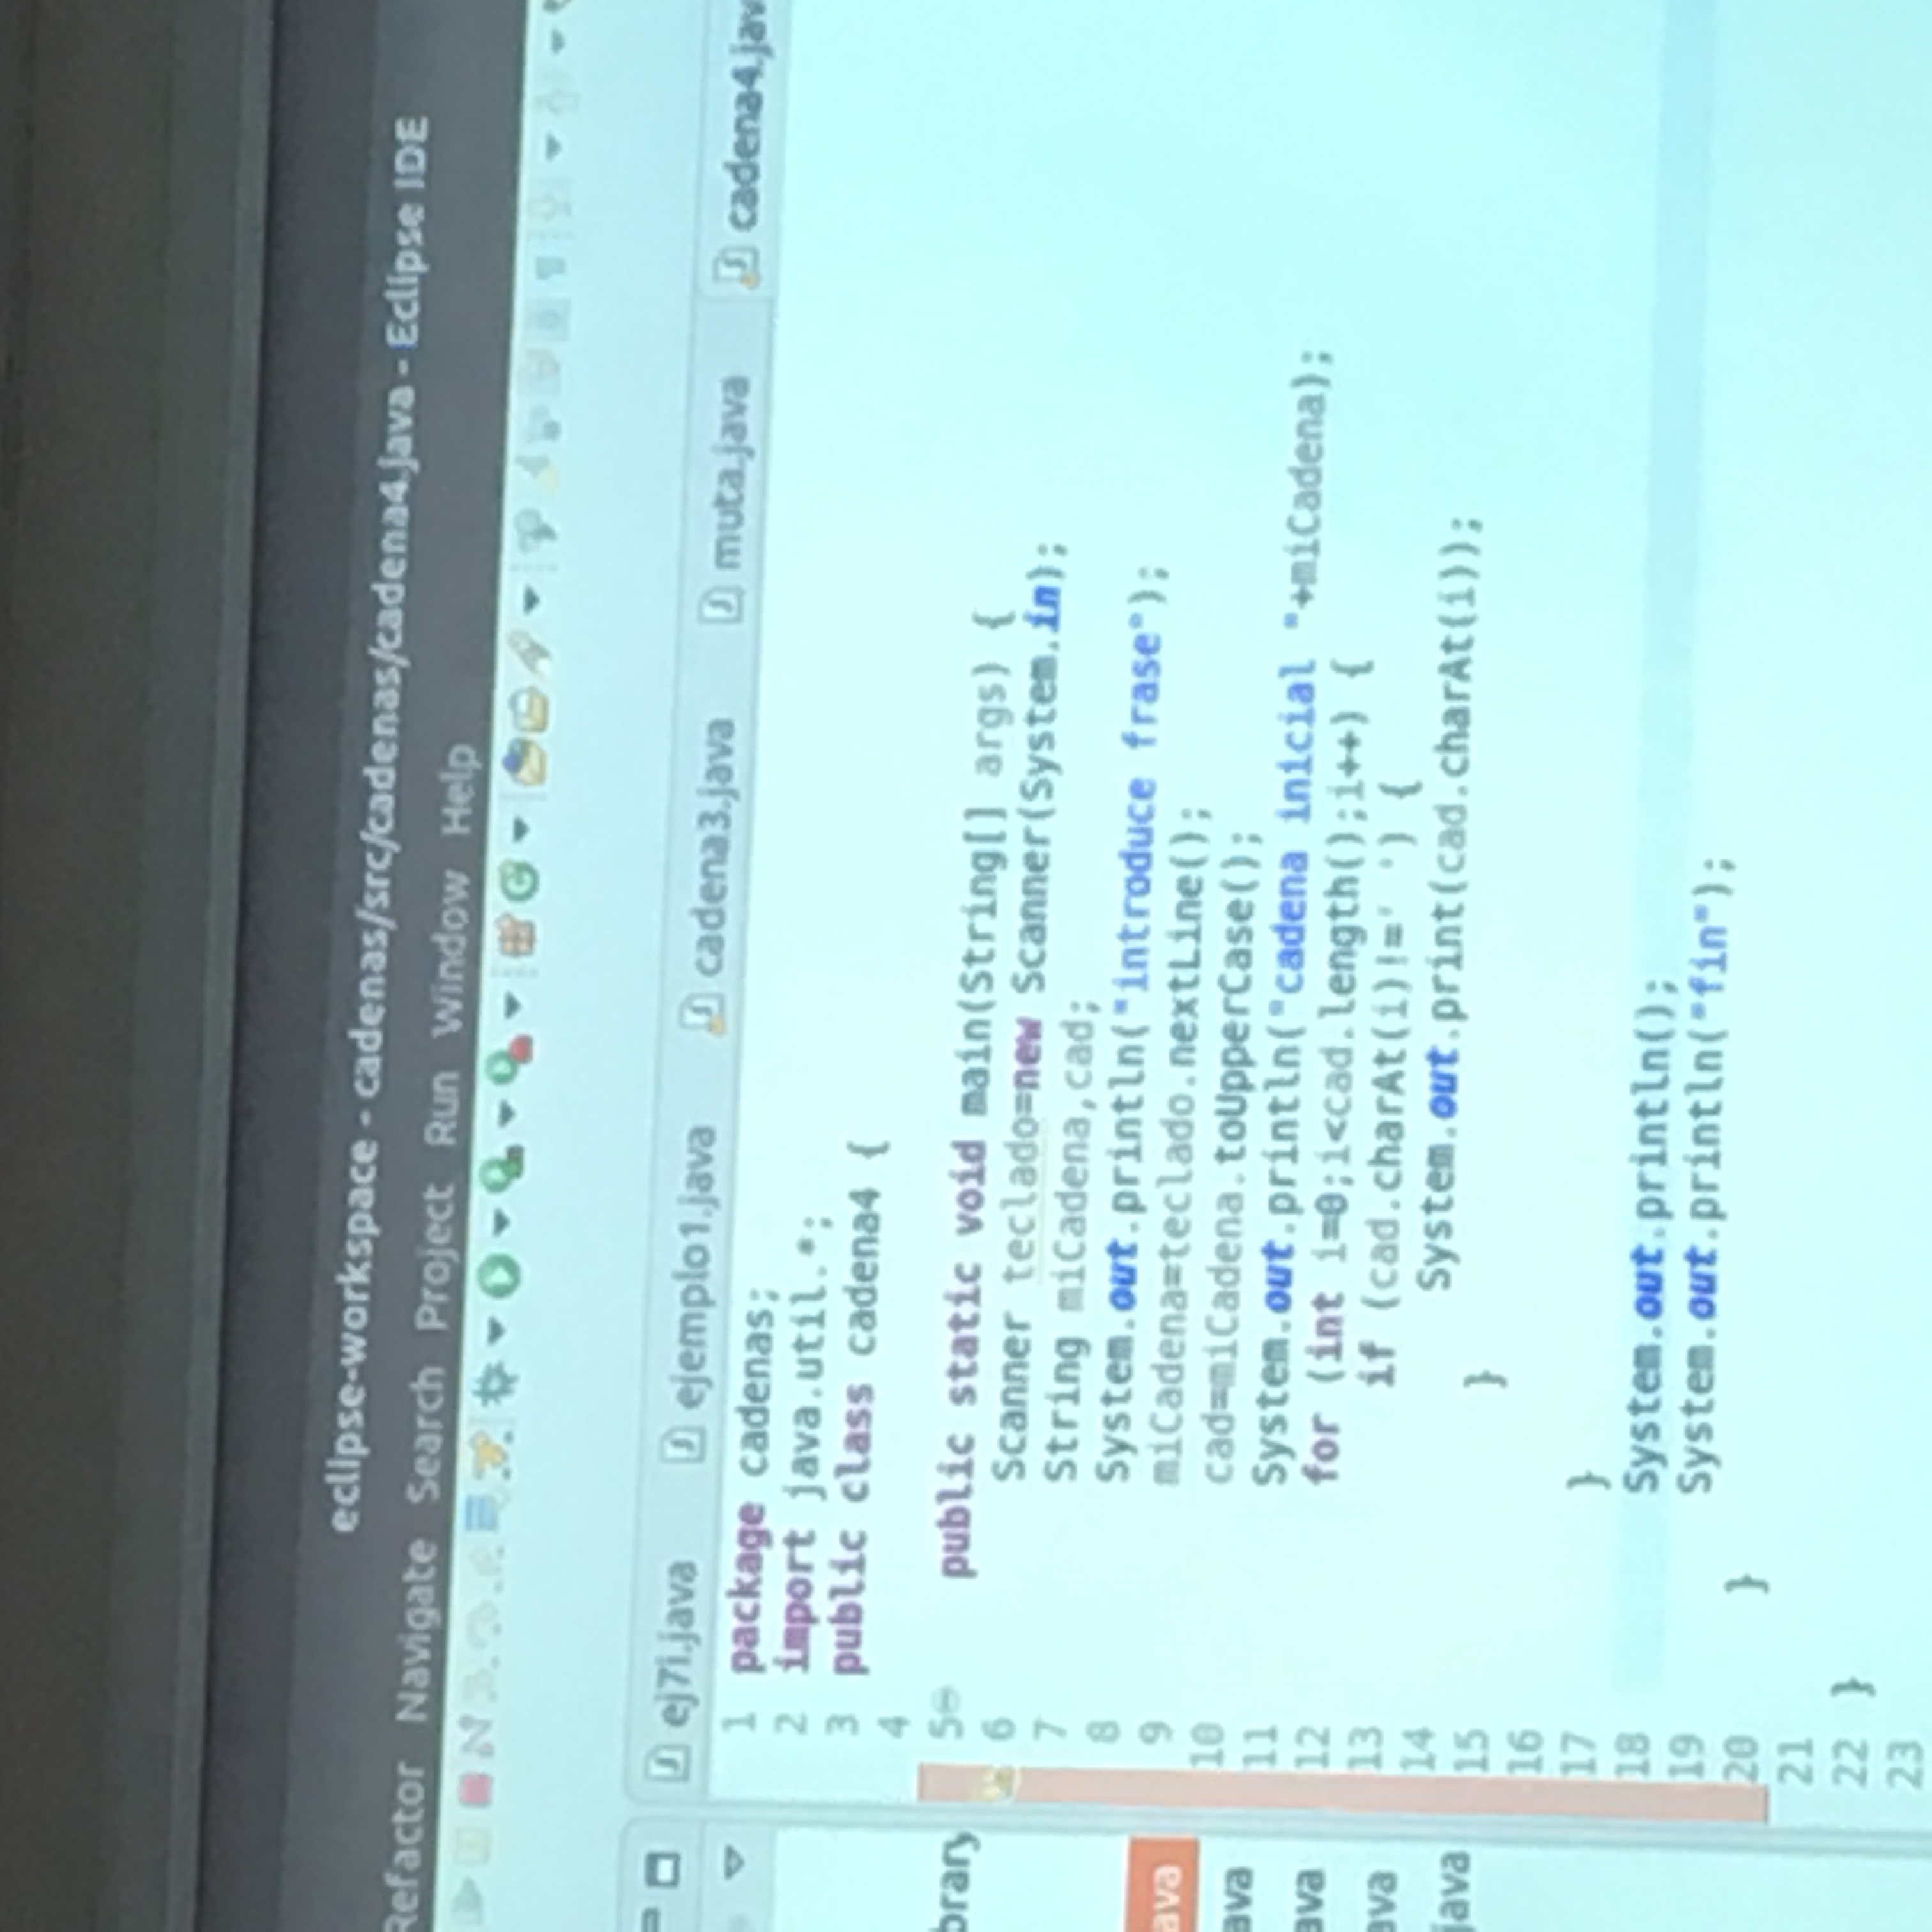 eclipse-workspace - cadenas/src/cadenas/cadena4.java - Eclipse IDE
Refactor Navigate Search Project Run Window Help
ej7i.java ejemplo1.java cadena3.java muta.java cadena4.jav
1 package cadenas;
2 import java.util.*;
3 public class cadena4 {
4
5 public static void main(String[] args) {
6 Scanner teclado=new Scanner(System.in);
7 String miCadena,cad;
8 System.out.println("introduce frase");
9 miCadena=teclado.nextLine();
10 cad=miCadena.toUpperCase();
11 System.out.println("cadena inicial "+miCadena);
12 for (int i=0;i<cad.length();i++) {
13 if (cad.charAt(i)!=' ') {
14 System.out.print(cad.charAt(i));
15 }
16
17 }
18 System.out.println();
19 System.out.println("fin");
20 }
21
22 }
23
brary
ava
ava
ava
ava
java